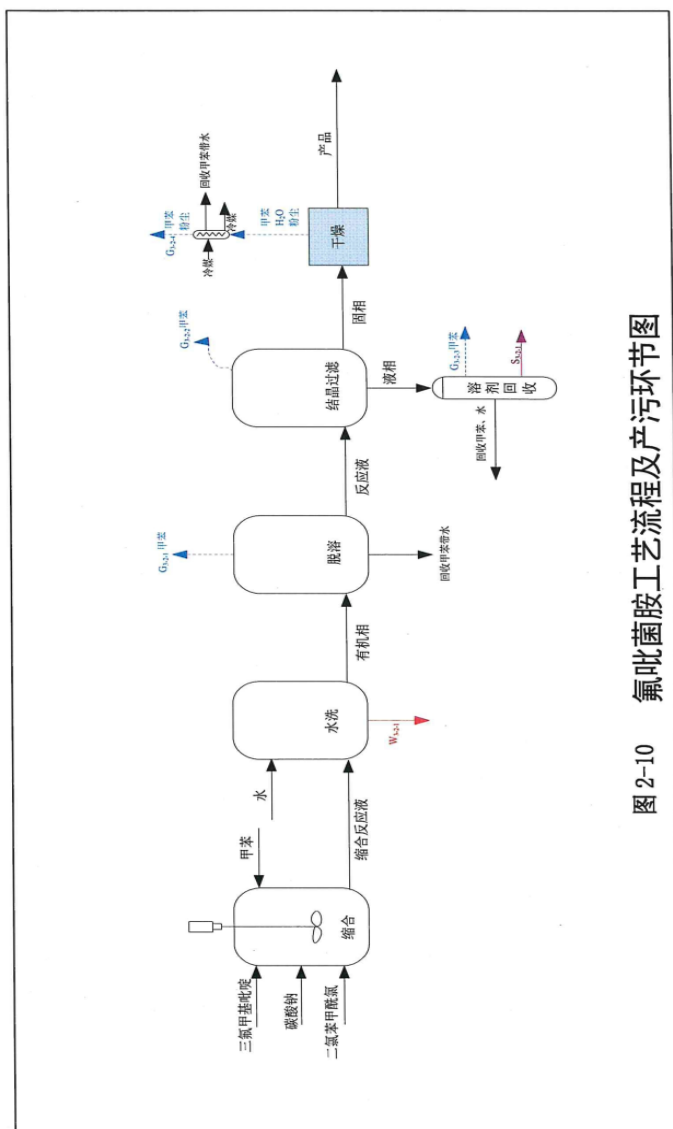 三氟甲基吡啶
碳酸钠
二氯苯甲酰氯
甲苯
缩合
缩合反应液
水
水洗
W₃₋₂₋₁
有机相
G₃₋₂₋₁ 甲苯
脱溶
回收甲苯带水
反应液
G₃₋₂₋₂甲苯
结晶过滤
液相
固相
溶剂回收
G₃₋₂₋₃甲苯
S₃₋₂₋₁
回收甲苯、水
干燥
甲苯
H₂O
粉尘
冷媒
冷媒
回收甲苯带水
G₃₋₂₋₄ 甲苯
粉尘
产品
图 2-10 氟吡菌胺工艺流程及产污环节图